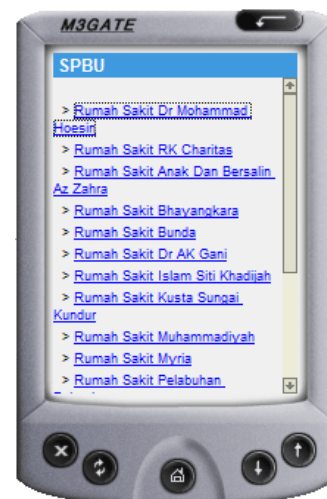 M3GATE
SPBU
> Rumah Sakit Dr Mohammad
Hoesin
> Rumah Sakit RK Charitas
> Rumah Sakit Anak Dan Bersalin
Az Zahra
> Rumah Sakit Bhayangkara
> Rumah Sakit Bunda
> Rumah Sakit Dr AK Gani
> Rumah Sakit Islam Siti Khadijah
> Rumah Sakit Kusta Sungai
Kundur
> Rumah Sakit Muhammadiyah
> Rumah Sakit Myria
> Rumah Sakit Pelabuhan